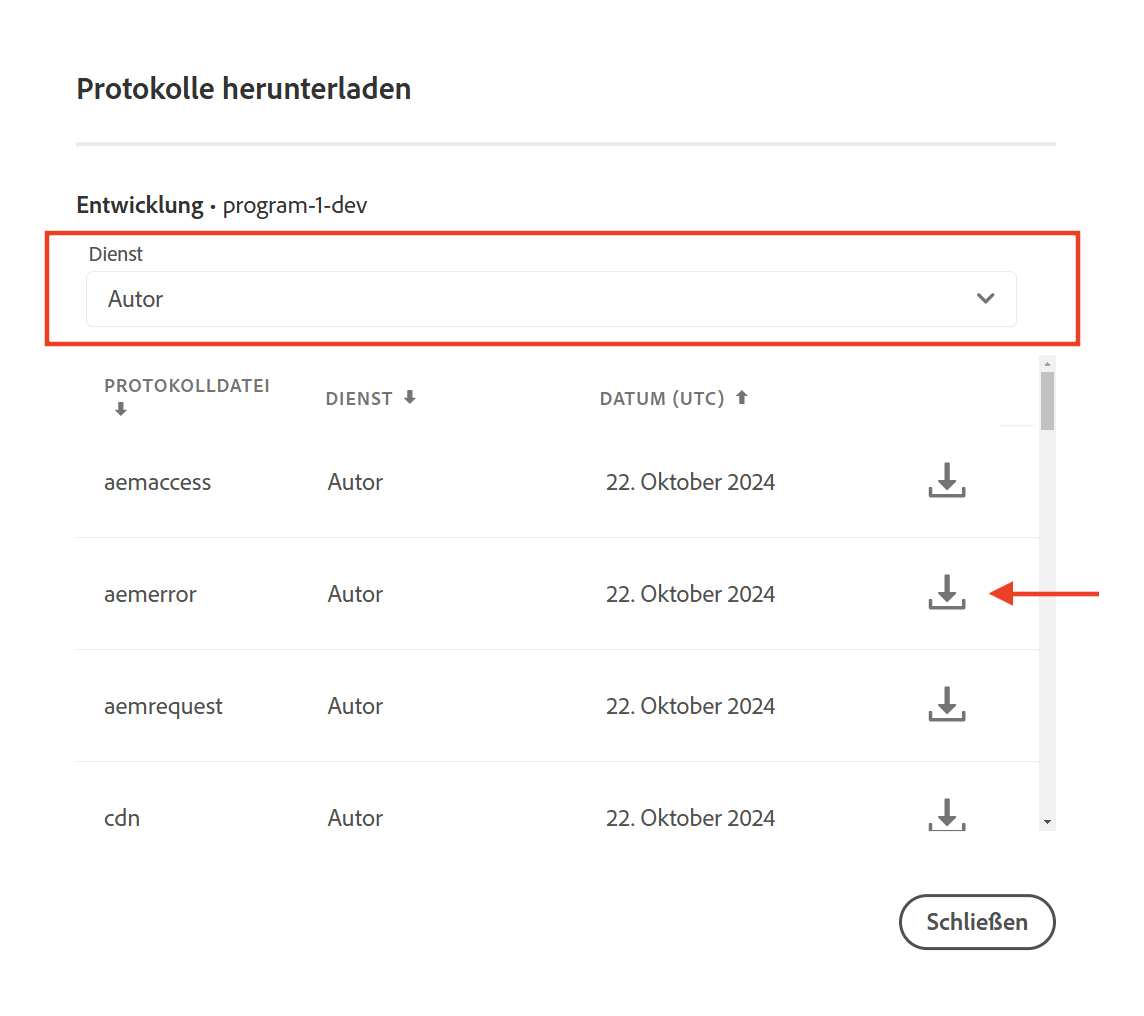 Protokolle herunterladen
Entwicklung • program-1-dev
Dienst
Autor
PROTOKOLLDATEI DIENST DATUM (UTC)
aemaccess Autor 22. Oktober 2024
aemerror Autor 22. Oktober 2024
aemrequest Autor 22. Oktober 2024
cdn Autor 22. Oktober 2024
Schließen